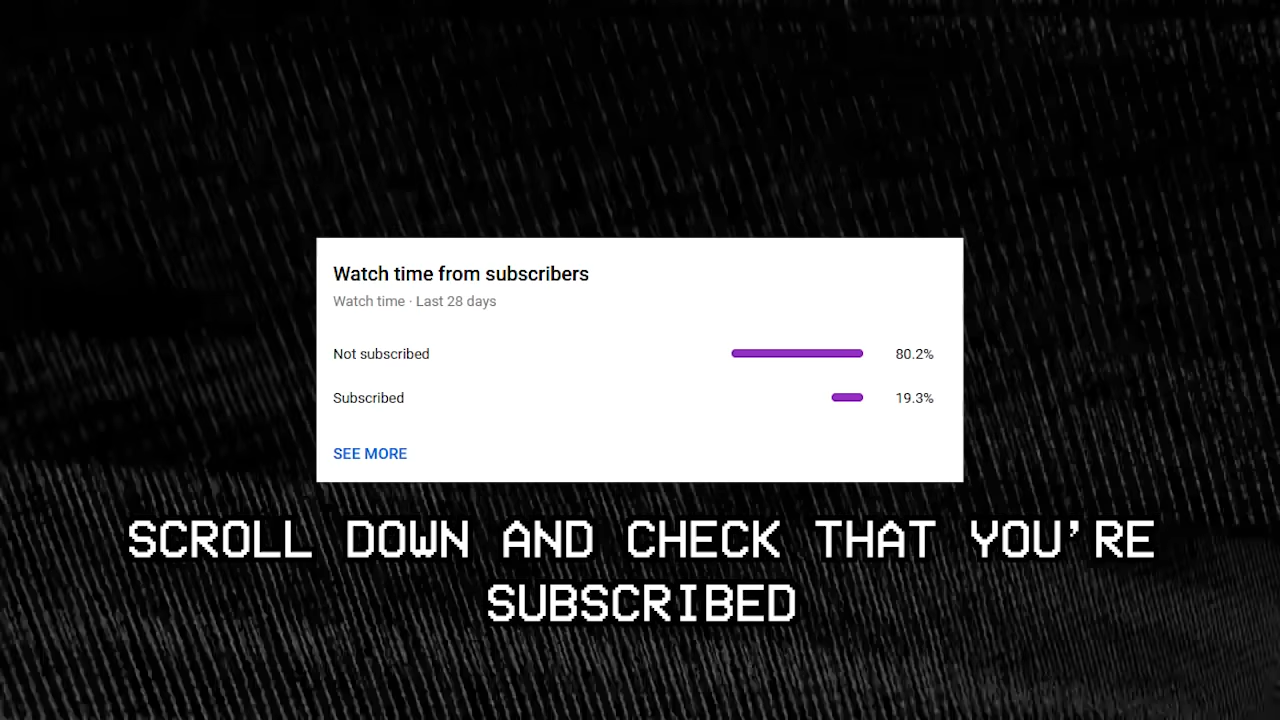 Watch time from subscribers
Watch time · Last 28 days
Not subscribed 80.2%
Subscribed 19.3%
SEE MORE
SCROLL DOWN AND CHECK THAT YOU'RE
SUBSCRIBED